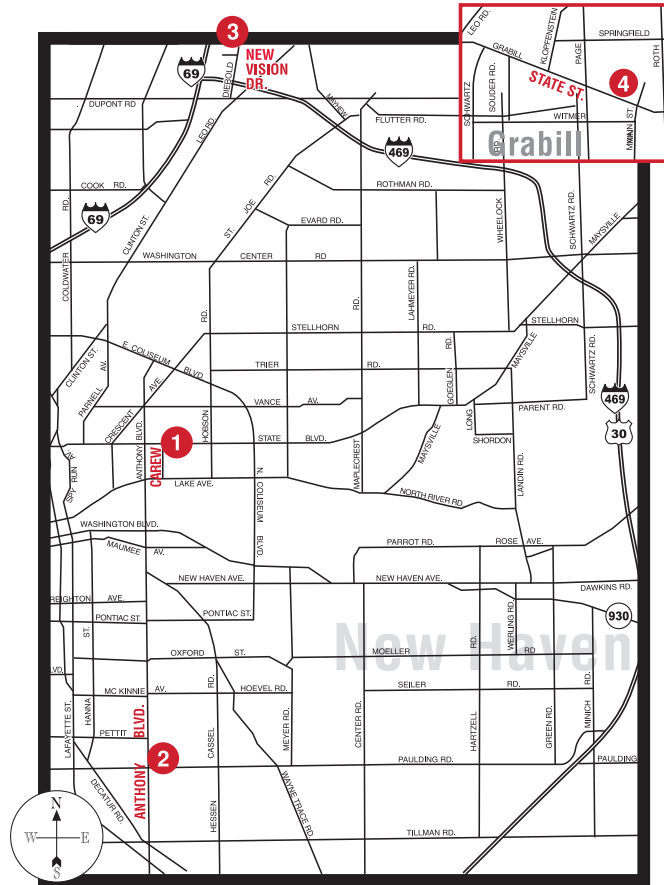 3
NEW
VISION
DR.
69
DIEBOLD
DUPONT RD.
LEO RD.
MAYHEW
FLUTTER RD.
469
LEO RD.
GRABILL
KLOPFENSTEIN
SPRINGFIELD
PAGE
ROTH
SCHWARTZ
SOUDER RD.
STATE ST.
4
WITMER
Grabill
COOK RD.
69
CLINTON ST.
ST. JOE RD.
ROTHMAN RD.
EVARD RD.
WHEELOCK
RD.
SCHWARTZ RD.
MAYSVILLE
COLDWATER RD.
WASHINGTON CENTER RD
LAHMEYER RD.
STELLHORN RD.
STELLHORN
CLINTON ST.
E. COLISEUM BLVD
PARNELL AV.
CRESCENT AVE.
TRIER RD.
GOEGLEN RD.
MAYSVILLE
SCHWARTZ RD.
469
30
VANCE AV.
LONG
PARENT RD.
ANTHONY BLVD.
CAREW
1
HOBSON RD.
STATE BLVD.
SHORDON
MAYSVILLE
MAPLECREST RD.
SPY RUN AV.
LAKE AVE.
N. COLISEUM BLVD.
NORTH RIVER RD
LANDIN RD.
WASHINGTON BLVD.
MAUMEE AV.
PARROT RD.
ROSE AVE.
NEW HAVEN AVE.
NEW HAVEN AVE.
DAWKINS RD.
REIGHTON AVE.
PONTIAC ST.
PONTIAC ST.
930
WERLING RD.
New Haven
OXFORD ST.
MOELLER RD
LVD.
MC KINNIE AV.
HOEVEL RD.
SEILER RD.
LAFAYETTE ST.
HANNA ST.
PETTIT
ANTHONY BLVD.
2
CASSEL RD.
MEYER RD.
CENTER RD.
HARTZELL RD.
GREEN RD.
MINICH RD.
PAULDING RD.
PAULDING
DECATUR RD.
HESSEN
WAYNE TRACE RD.
TILLMAN RD.
N
W E
S